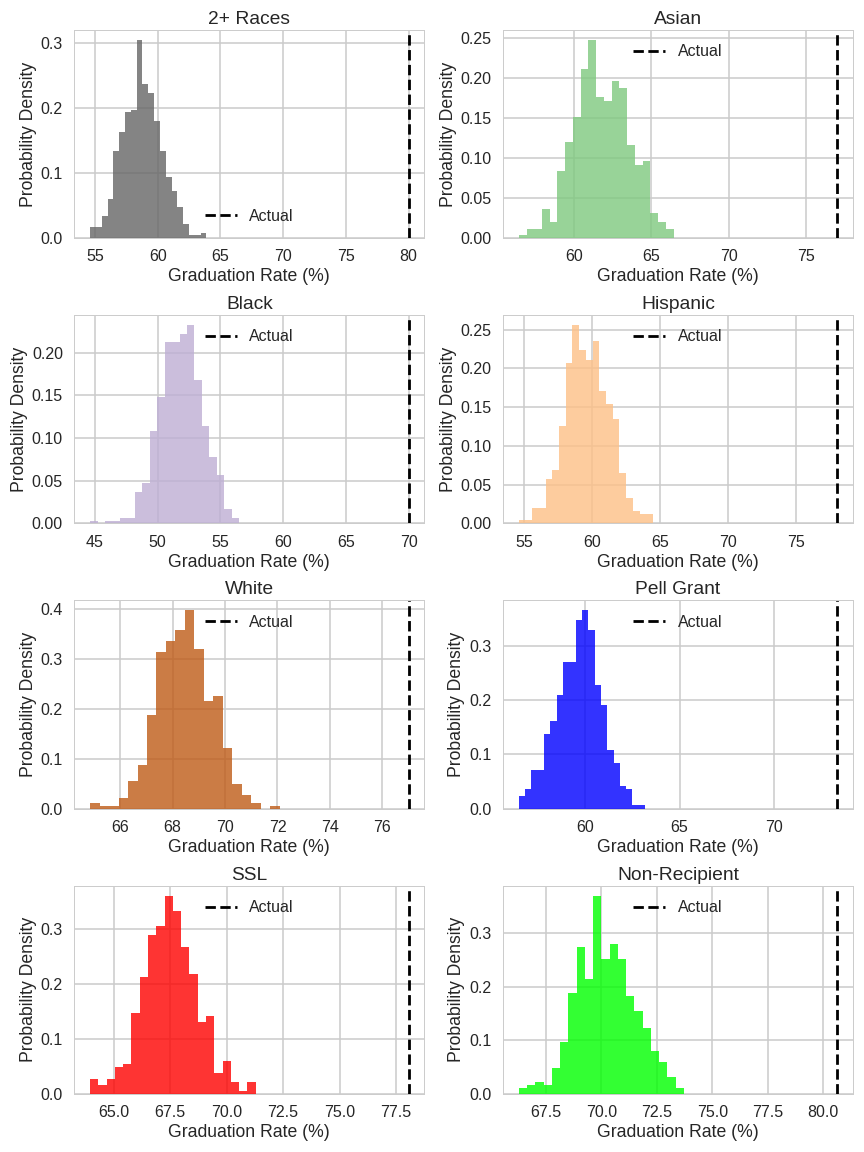 2+ Races
Probability Density
0.3
0.2
0.1
0.0
Actual
55 60 65 70 75 80
Graduation Rate (%)
Asian
Probability Density
0.25
0.20
0.15
0.10
0.05
0.00
Actual
60 65 70 75
Graduation Rate (%)
Black
Probability Density
0.20
0.15
0.10
0.05
0.00
Actual
45 50 55 60 65 70
Graduation Rate (%)
Hispanic
Probability Density
0.25
0.20
0.15
0.10
0.05
0.00
Actual
55 60 65 70 75
Graduation Rate (%)
White
Probability Density
0.4
0.3
0.2
0.1
0.0
Actual
66 68 70 72 74 76
Graduation Rate (%)
Pell Grant
Probability Density
0.3
0.2
0.1
0.0
Actual
60 65 70
Graduation Rate (%)
SSL
Probability Density
0.3
0.2
0.1
0.0
Actual
65.0 67.5 70.0 72.5 75.0 77.5
Graduation Rate (%)
Non-Recipient
Probability Density
0.3
0.2
0.1
0.0
Actual
67.5 70.0 72.5 75.0 77.5 80.0
Graduation Rate (%)